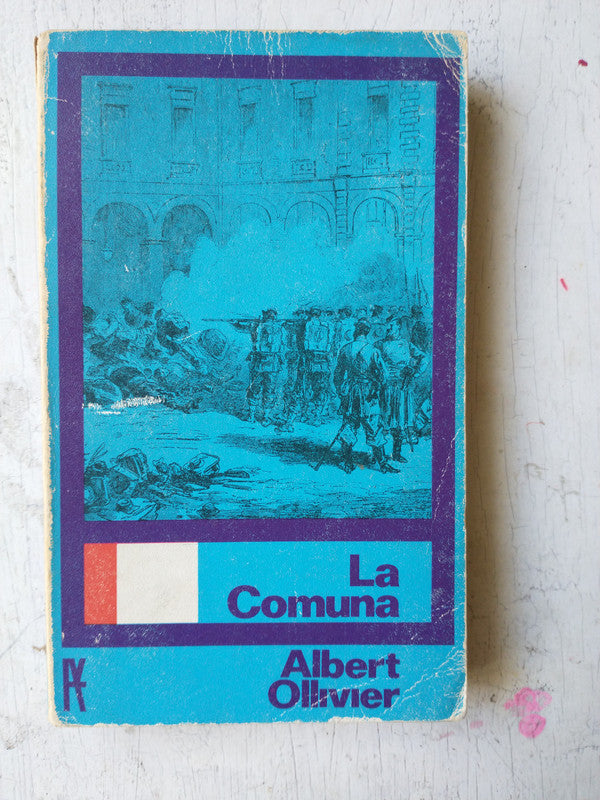 La
Comuna
Albert
Ollivier